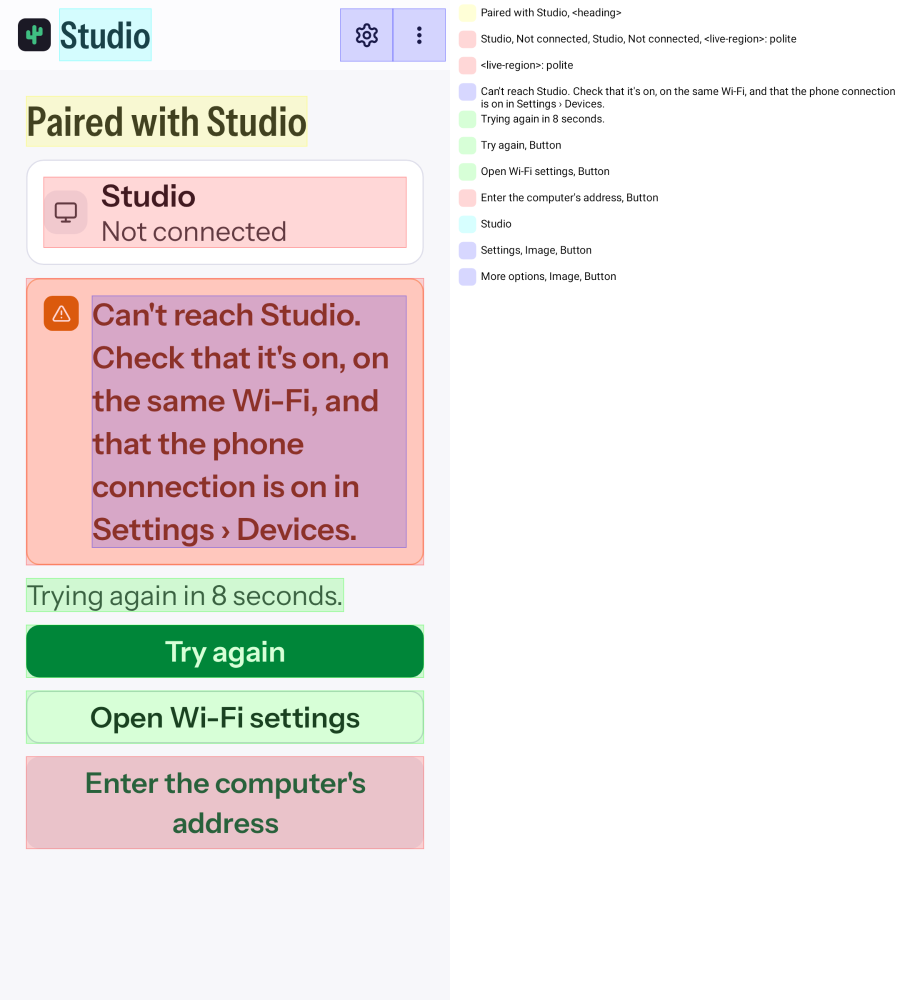 Studio
Paired with Studio
Studio
Not connected
Can't reach Studio.
Check that it's on, on
the same Wi-Fi, and
that the phone
connection is on in
Settings › Devices.
Trying again in 8 seconds.
Try again
Open Wi-Fi settings
Enter the computer's
address
Paired with Studio, <heading>
Studio, Not connected, Studio, Not connected, <live-region>: polite
<live-region>: polite
Can't reach Studio. Check that it's on, on the same Wi-Fi, and that the phone connection
is on in Settings › Devices.
Trying again in 8 seconds.
Try again, Button
Open Wi-Fi settings, Button
Enter the computer's address, Button
Studio
Settings, Image, Button
More options, Image, Button